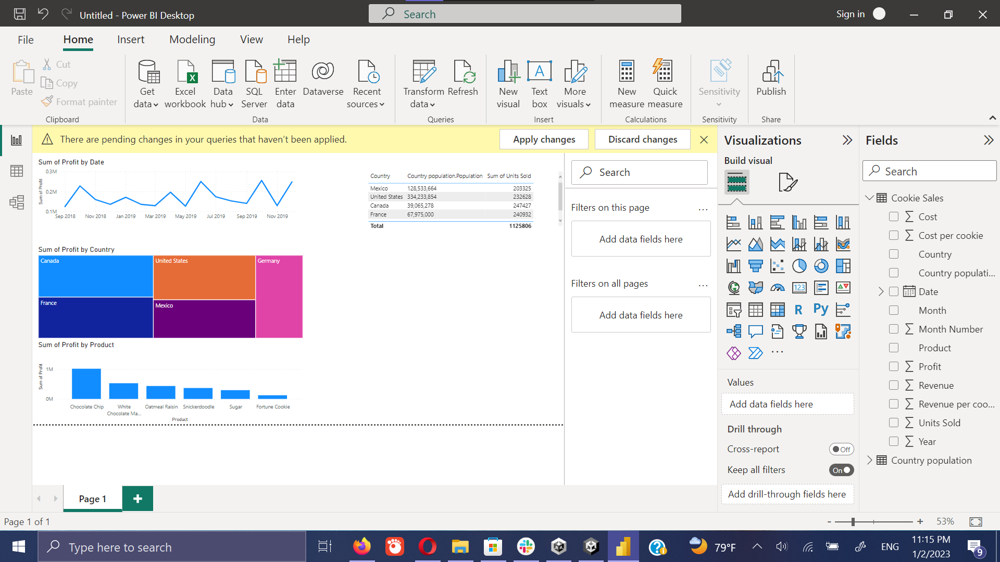 Untitled - Power BI Desktop
Search
Sign in
File
Home
Insert
Modeling
View
Help
Paste
Cut
Copy
Format painter
Clipboard
Get data
Excel workbook
Data hub
SQL Server
Enter data
Dataverse
Recent sources
Data
Transform data
Refresh
Queries
New visual
Text box
More visuals
Insert
New measure
Quick measure
Calculations
Sensitivity
Sensitivity
Publish
Share
There are pending changes in your queries that haven't been applied.
Apply changes
Discard changes
Sum of Profit by Date
Sum of Profit
0.3M
0.2M
0.1M
Sep 2018 Nov 2018 Jan 2019 Mar 2019 May 2019 Jul 2019 Sep 2019 Nov 2019
Country Country population.Population Sum of Units Sold
Mexico 128,533,664 203325
United States 334,233,854 232628
Canada 39,065,278 247427
France 67,975,000 240932
Total 1125806
Sum of Profit by Country
Canada
United States
Germany
France
Mexico
Sum of Profit by Product
Sum of Profit
1M
0M
Chocolate Chip
White Chocolate Ma...
Oatmeal Raisin
Snickerdoodle
Sugar
Fortune Cookie
Product
Search
Filters on this page ...
Add data fields here
Filters on all pages ...
Add data fields here
Visualizations
Build visual
123
R
Py
...
Values
Add data fields here
Drill through
Cross-report Off
Keep all filters On
Add drill-through fields here
Fields
Search
Cookie Sales
Cost
Cost per cookie
Country
Country populati...
Date
Month
Month Number
Product
Profit
Revenue
Revenue per coo...
Units Sold
Year
Country population
Page 1
Page 1 of 1
- + 53%
Type here to search
79°F
ENG
11:15 PM
1/2/2023
9